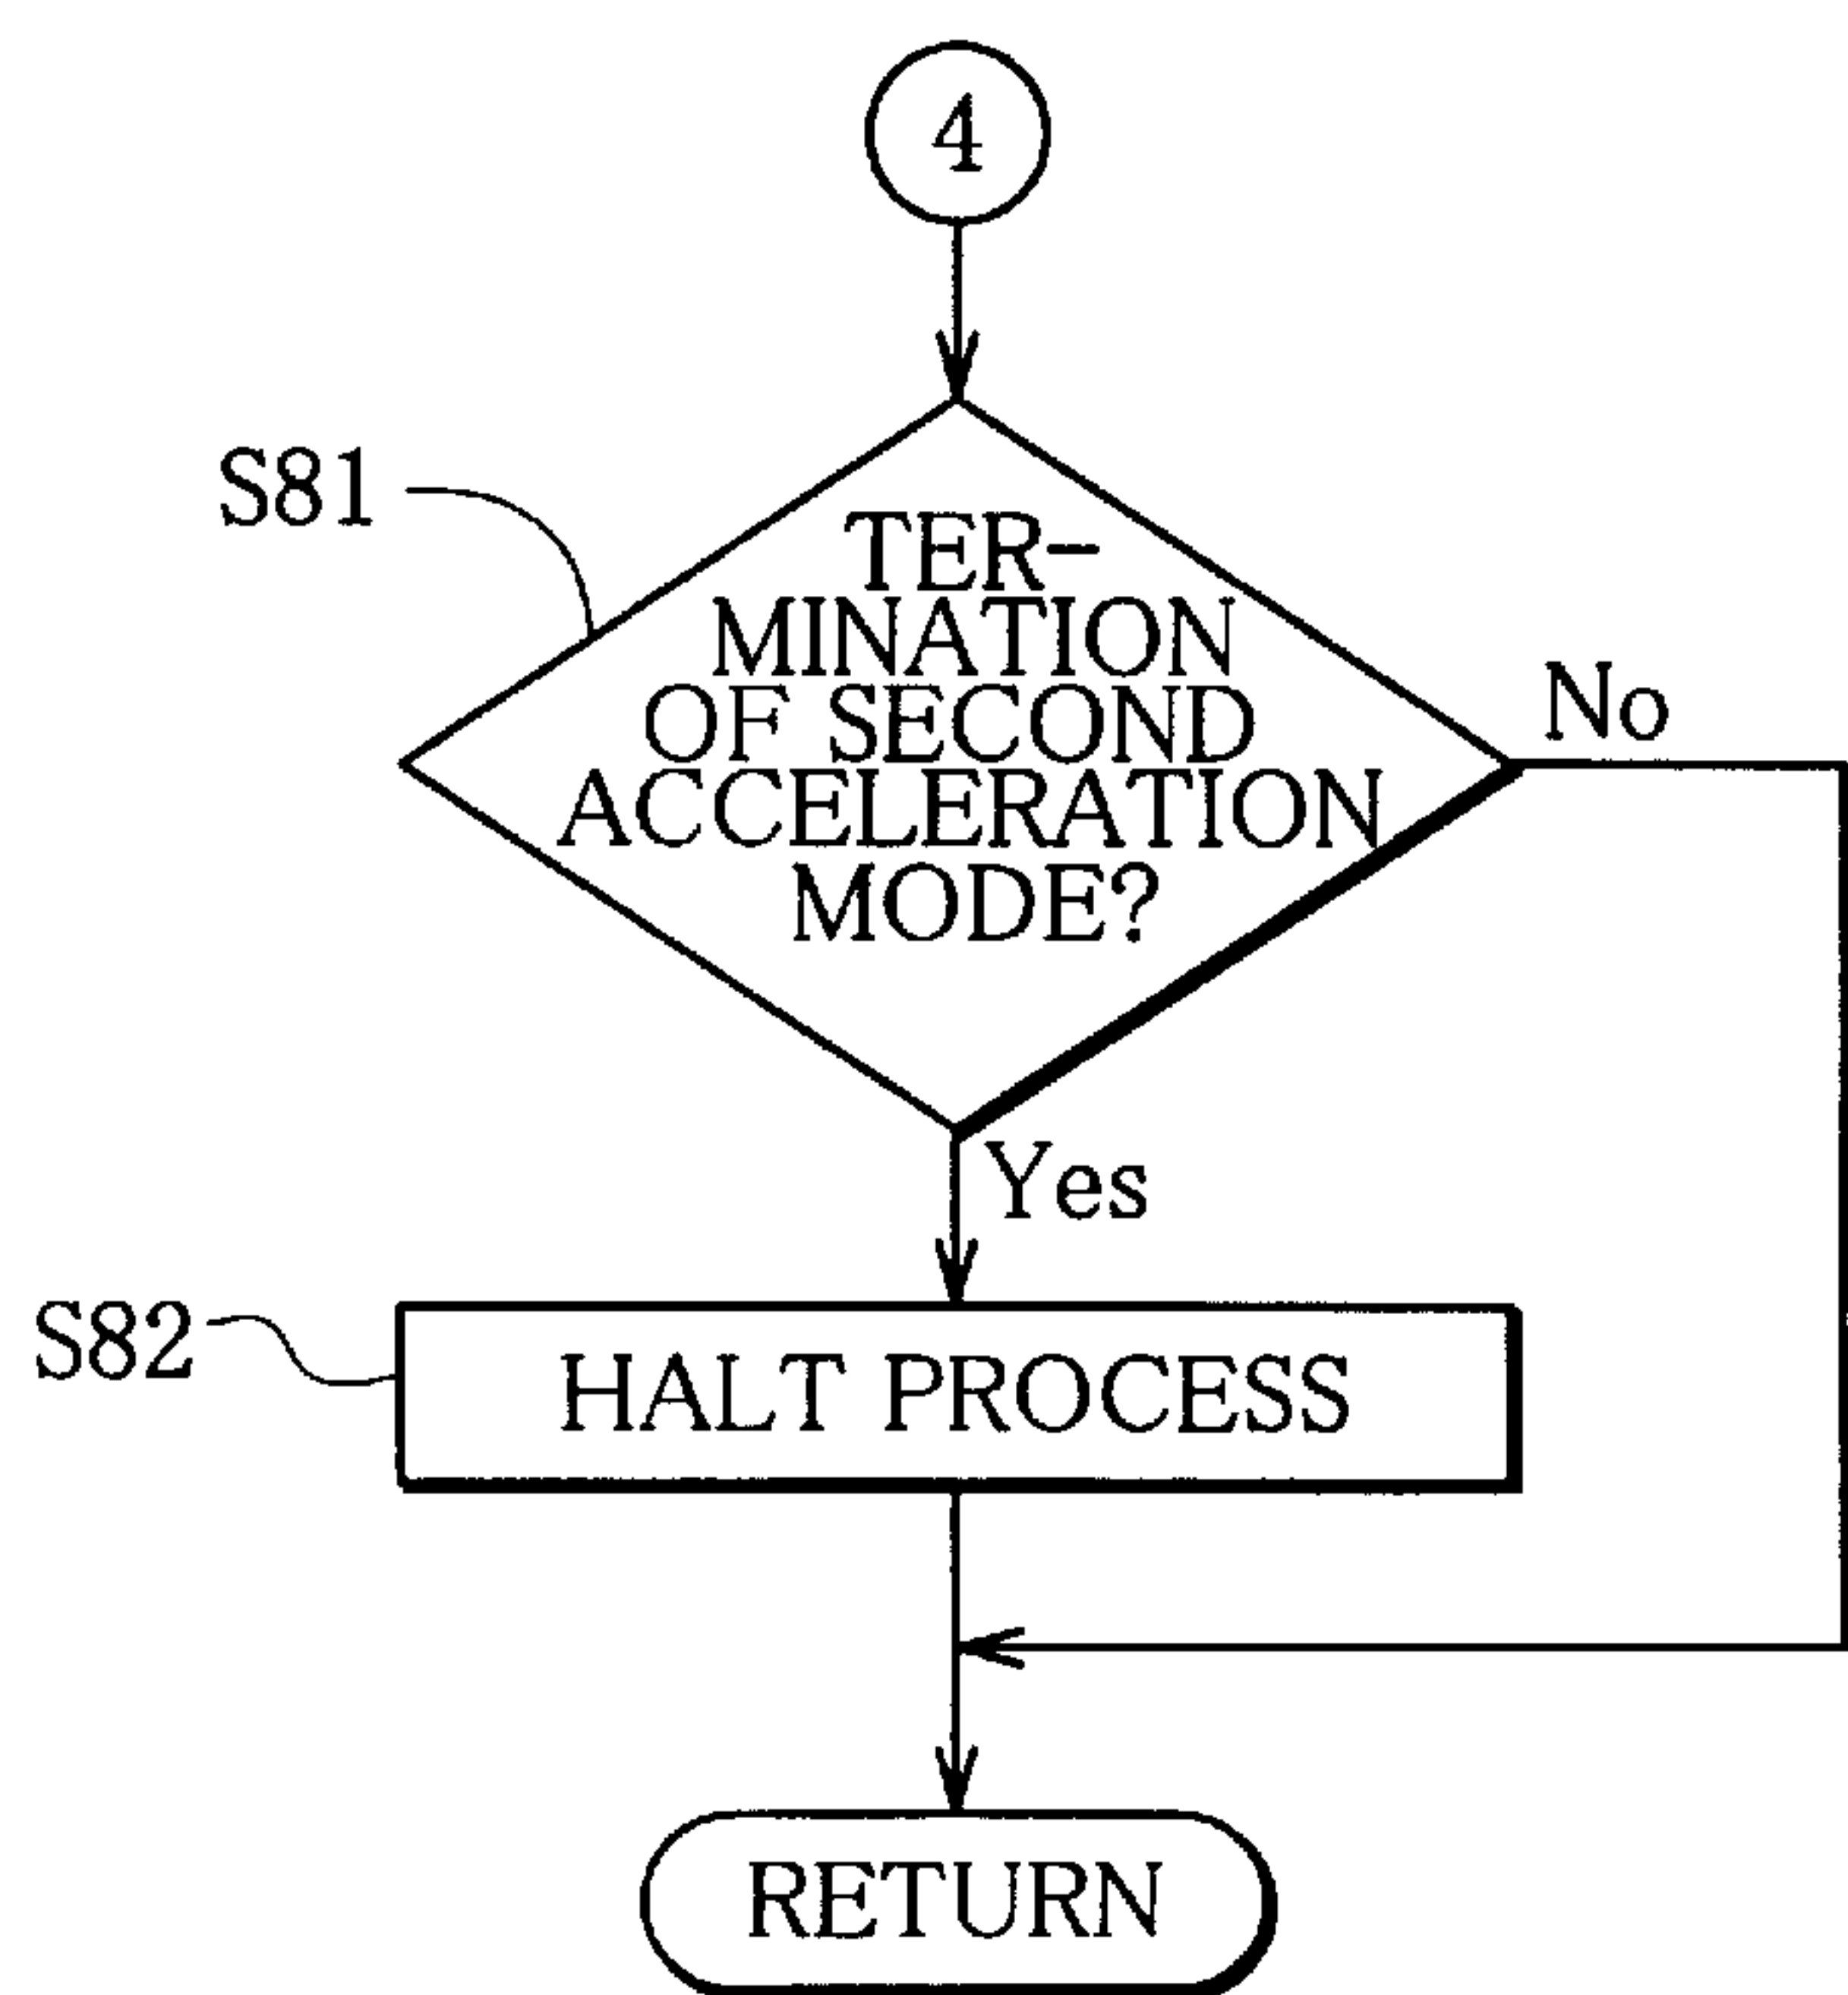 4
S81
TER-
MINATION
OF SECOND
ACCELERATION
MODE?
No
Yes
S82
HALT PROCESS
RETURN